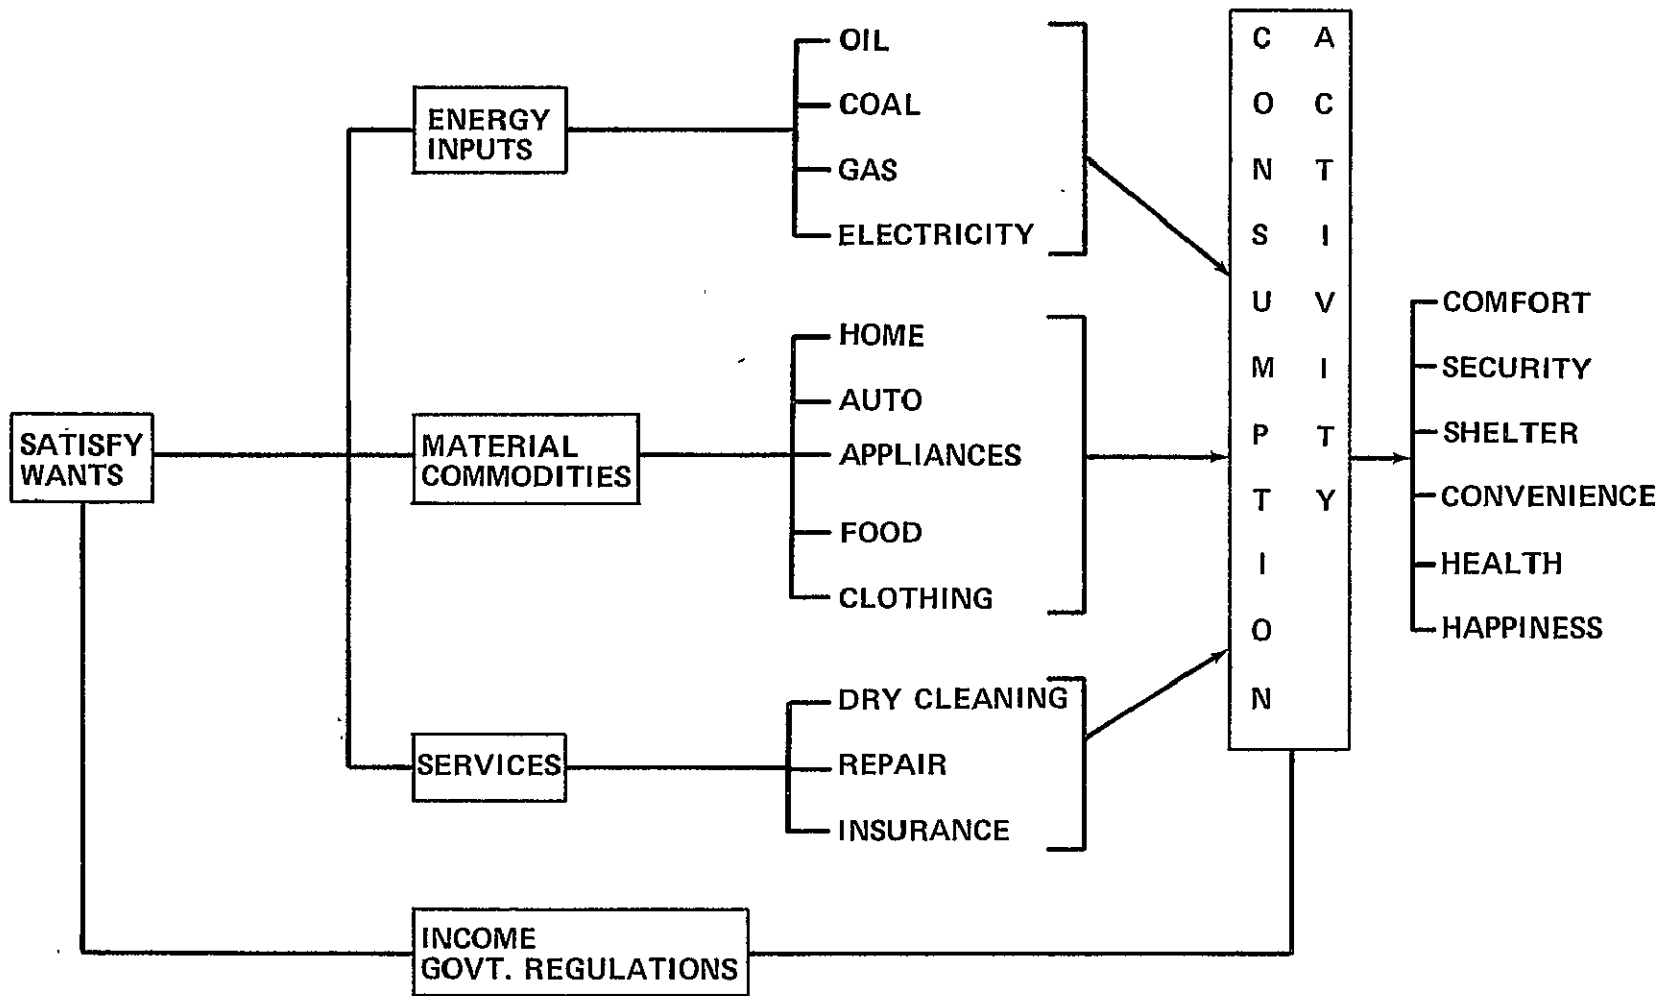 SATISFY
WANTS
ENERGY
INPUTS
OIL
COAL
GAS
ELECTRICITY
MATERIAL
COMMODITIES
HOME
AUTO
APPLIANCES
FOOD
CLOTHING
SERVICES
DRY CLEANING
REPAIR
INSURANCE
INCOME
GOVT. REGULATIONS
CONSUMPTION
ACTIVITY
COMFORT
SECURITY
SHELTER
CONVENIENCE
HEALTH
HAPPINESS